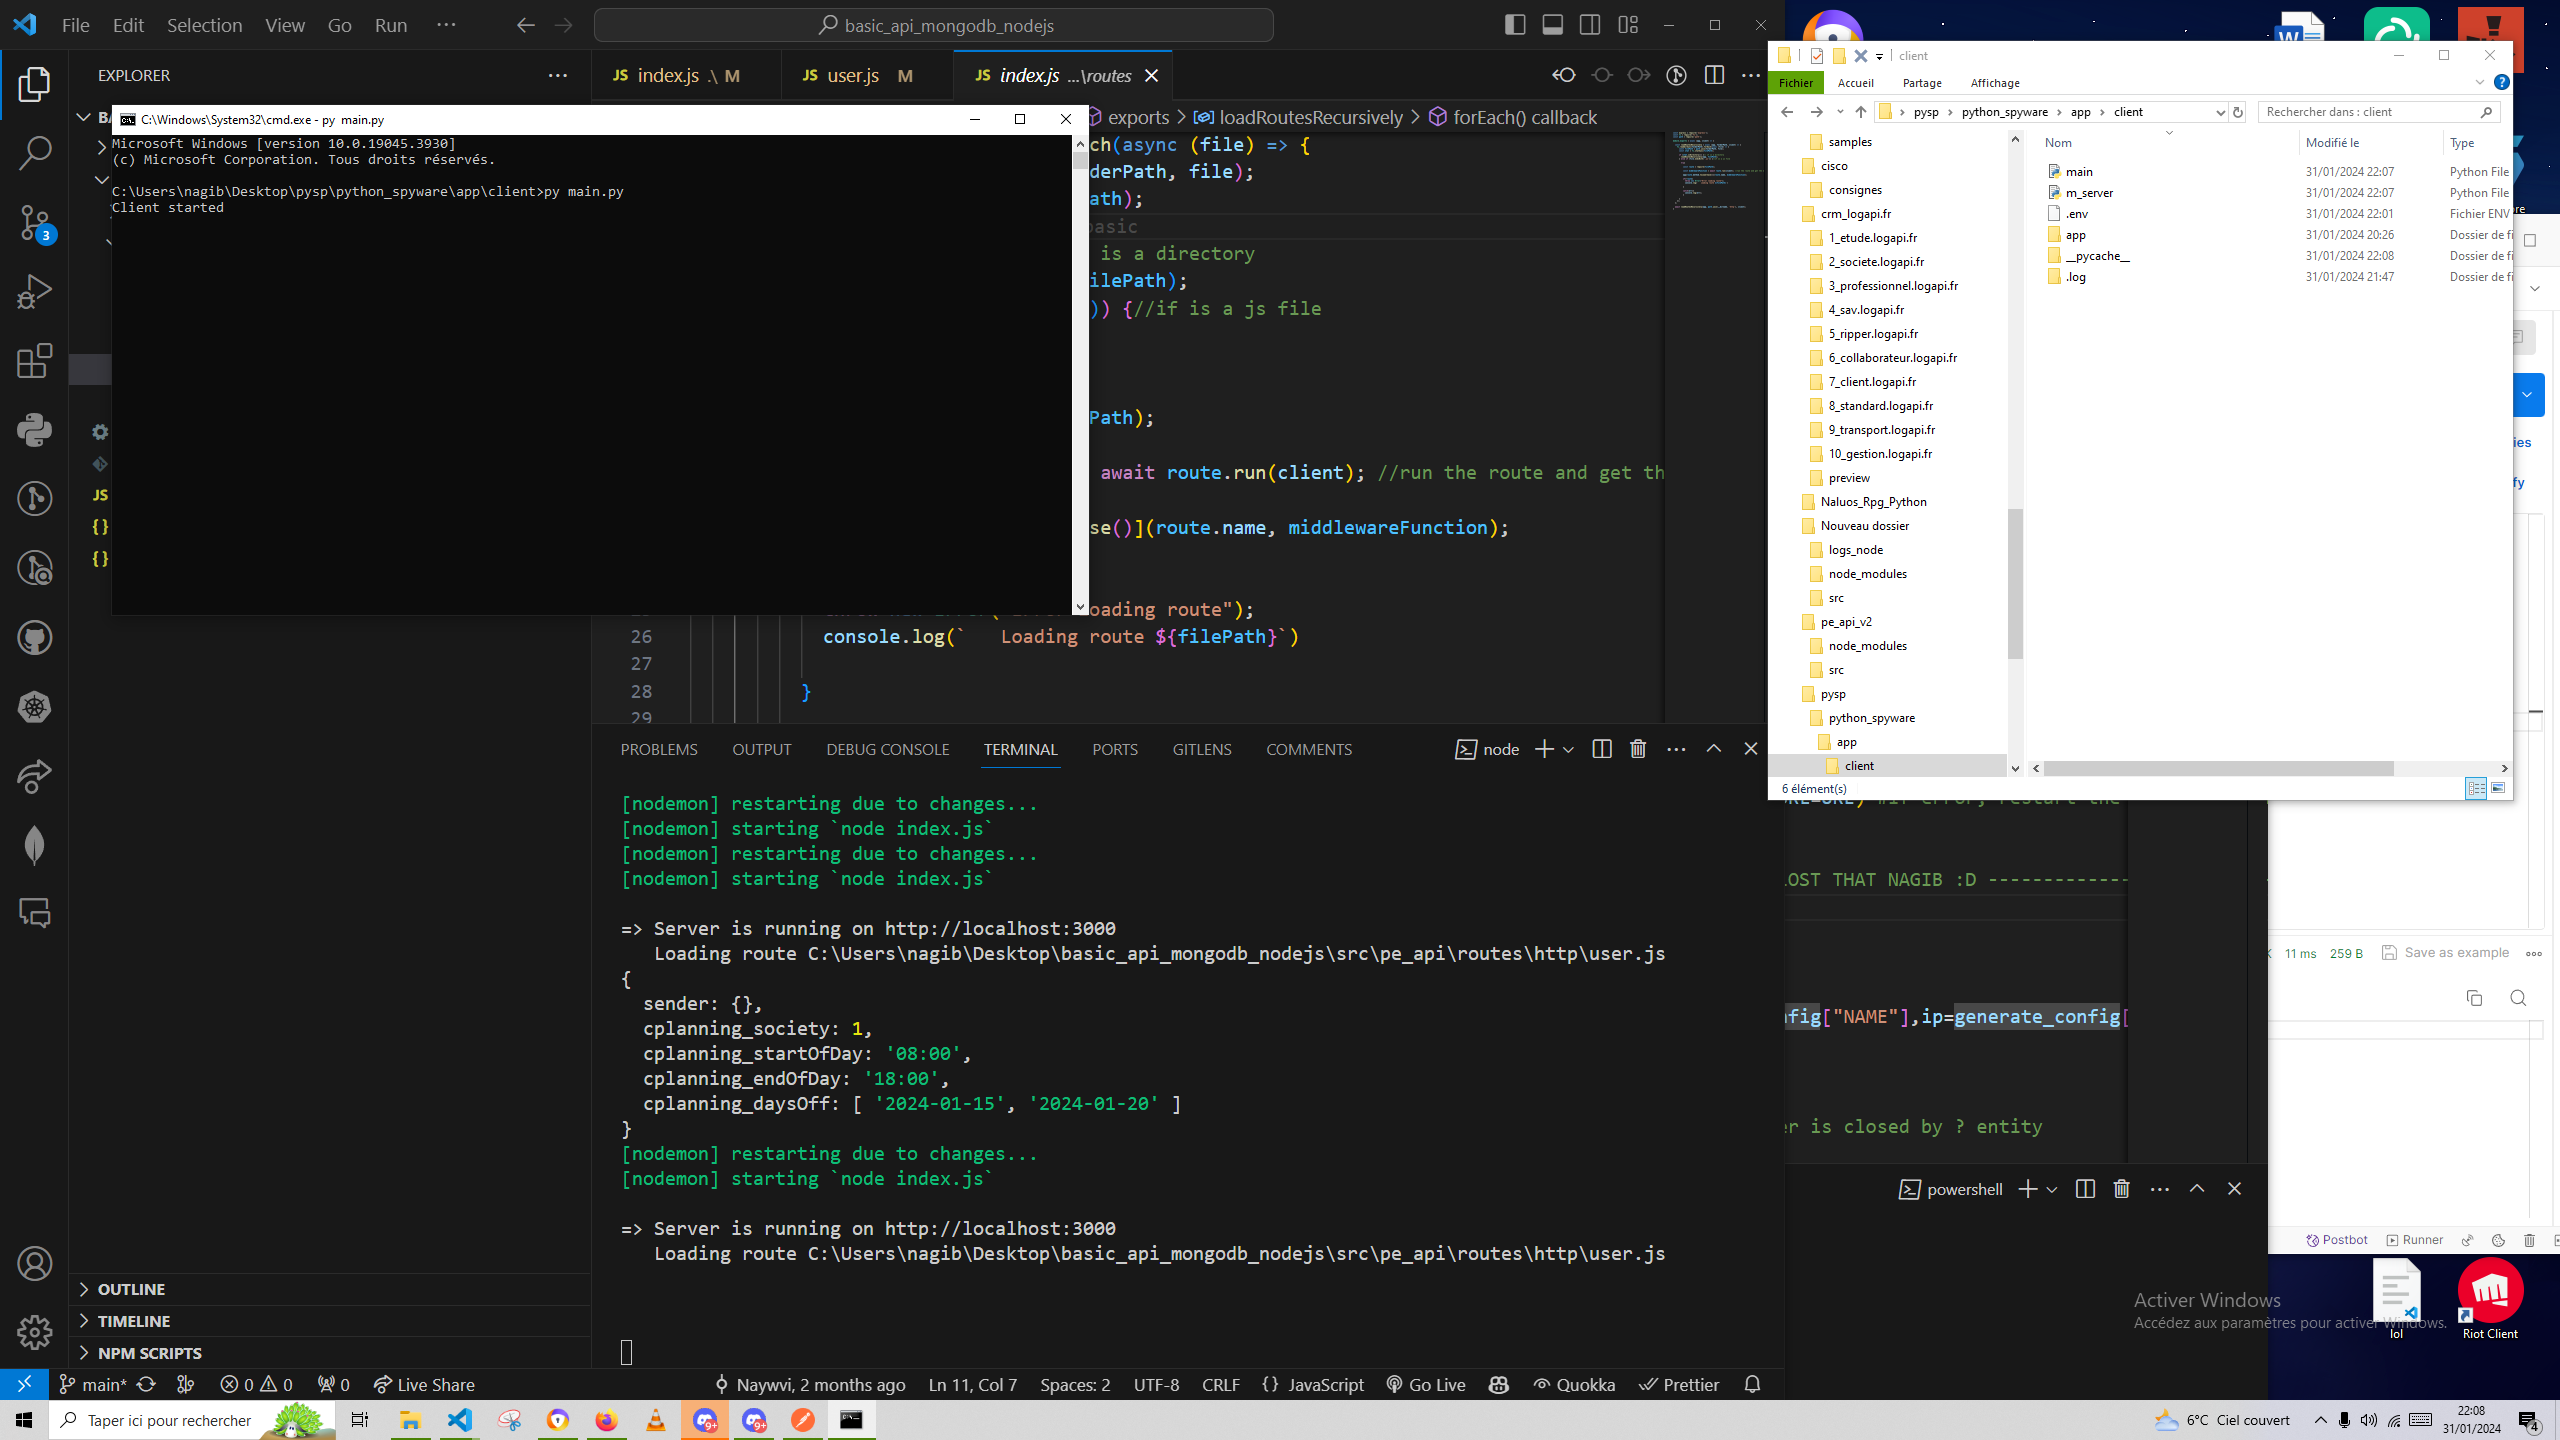 File Edit Selection View Go Run ···
basic_api_mongodb_nodejs
EXPLORER
JS index.js .\ M
JS user.js M
JS index.js ...\routes
exports > loadRoutesRecursively > forEach() callback
C:\Windows\System32\cmd.exe - py main.py
Microsoft Windows [version 10.0.19045.3930]
(c) Microsoft Corporation. Tous droits réservés.
C:\Users\nagib\Desktop\pysp\python_spyware\app\client>py main.py
Client started
ch(async (file) => {
derPath, file);
ath);
basic
is a directory
ilePath);
)) {//if is a js file
Path);
await route.run(client); //run the route and get th
se()](route.name, middlewareFunction);
oading route");
26 console.log(`   Loading route ${filePath}`)
27
28 }
29
3
JS
{}
{}
PROBLEMS OUTPUT DEBUG CONSOLE TERMINAL PORTS GITLENS COMMENTS
node
[nodemon] restarting due to changes...
[nodemon] starting `node index.js`
[nodemon] restarting due to changes...
[nodemon] starting `node index.js`
=> Server is running on http://localhost:3000
Loading route C:\Users\nagib\Desktop\basic_api_mongodb_nodejs\src\pe_api\routes\http\user.js
{
sender: {},
cplanning_society: 1,
cplanning_startOfDay: '08:00',
cplanning_endOfDay: '18:00',
cplanning_daysOff: [ '2024-01-15', '2024-01-20' ]
}
[nodemon] restarting due to changes...
[nodemon] starting `node index.js`
=> Server is running on http://localhost:3000
Loading route C:\Users\nagib\Desktop\basic_api_mongodb_nodejs\src\pe_api\routes\http\user.js
OUTLINE
TIMELINE
NPM SCRIPTS
main* 0 0 0 Live Share
Naywvi, 2 months ago Ln 11, Col 7 Spaces: 2 UTF-8 CRLF {} JavaScript Go Live Quokka Prettier
client
Fichier Accueil Partage Affichage
pysp > python_spyware > app > client
Rechercher dans : client
samples
cisco
consignes
crm_logapi.fr
1_etude.logapi.fr
2_societe.logapi.fr
3_professionnel.logapi.fr
4_sav.logapi.fr
5_ripper.logapi.fr
6_collaborateur.logapi.fr
7_client.logapi.fr
8_standard.logapi.fr
9_transport.logapi.fr
10_gestion.logapi.fr
preview
Naluos_Rpg_Python
Nouveau dossier
logs_node
node_modules
src
pe_api_v2
node_modules
src
pysp
python_spyware
app
client
Nom Modifié le Type
main 31/01/2024 22:07 Python File
m_server 31/01/2024 22:07 Python File
.env 31/01/2024 22:01 Fichier ENV
app 31/01/2024 20:26 Dossier de fi
__pycache__ 31/01/2024 22:08 Dossier de fi
.log 31/01/2024 21:47 Dossier de fi
6 élément(s)
ies
fy
LOST THAT NAGIB :D --------------
nfig["NAME"],ip=generate_config[
er is closed by ? entity
powershell
11 ms 259 B Save as example
Postbot Runner
Activer Windows
Accédez aux paramètres pour activer Windows.
lol
Riot Client
Taper ici pour rechercher
9+
9+
6°C Ciel couvert
22:08
31/01/2024
4